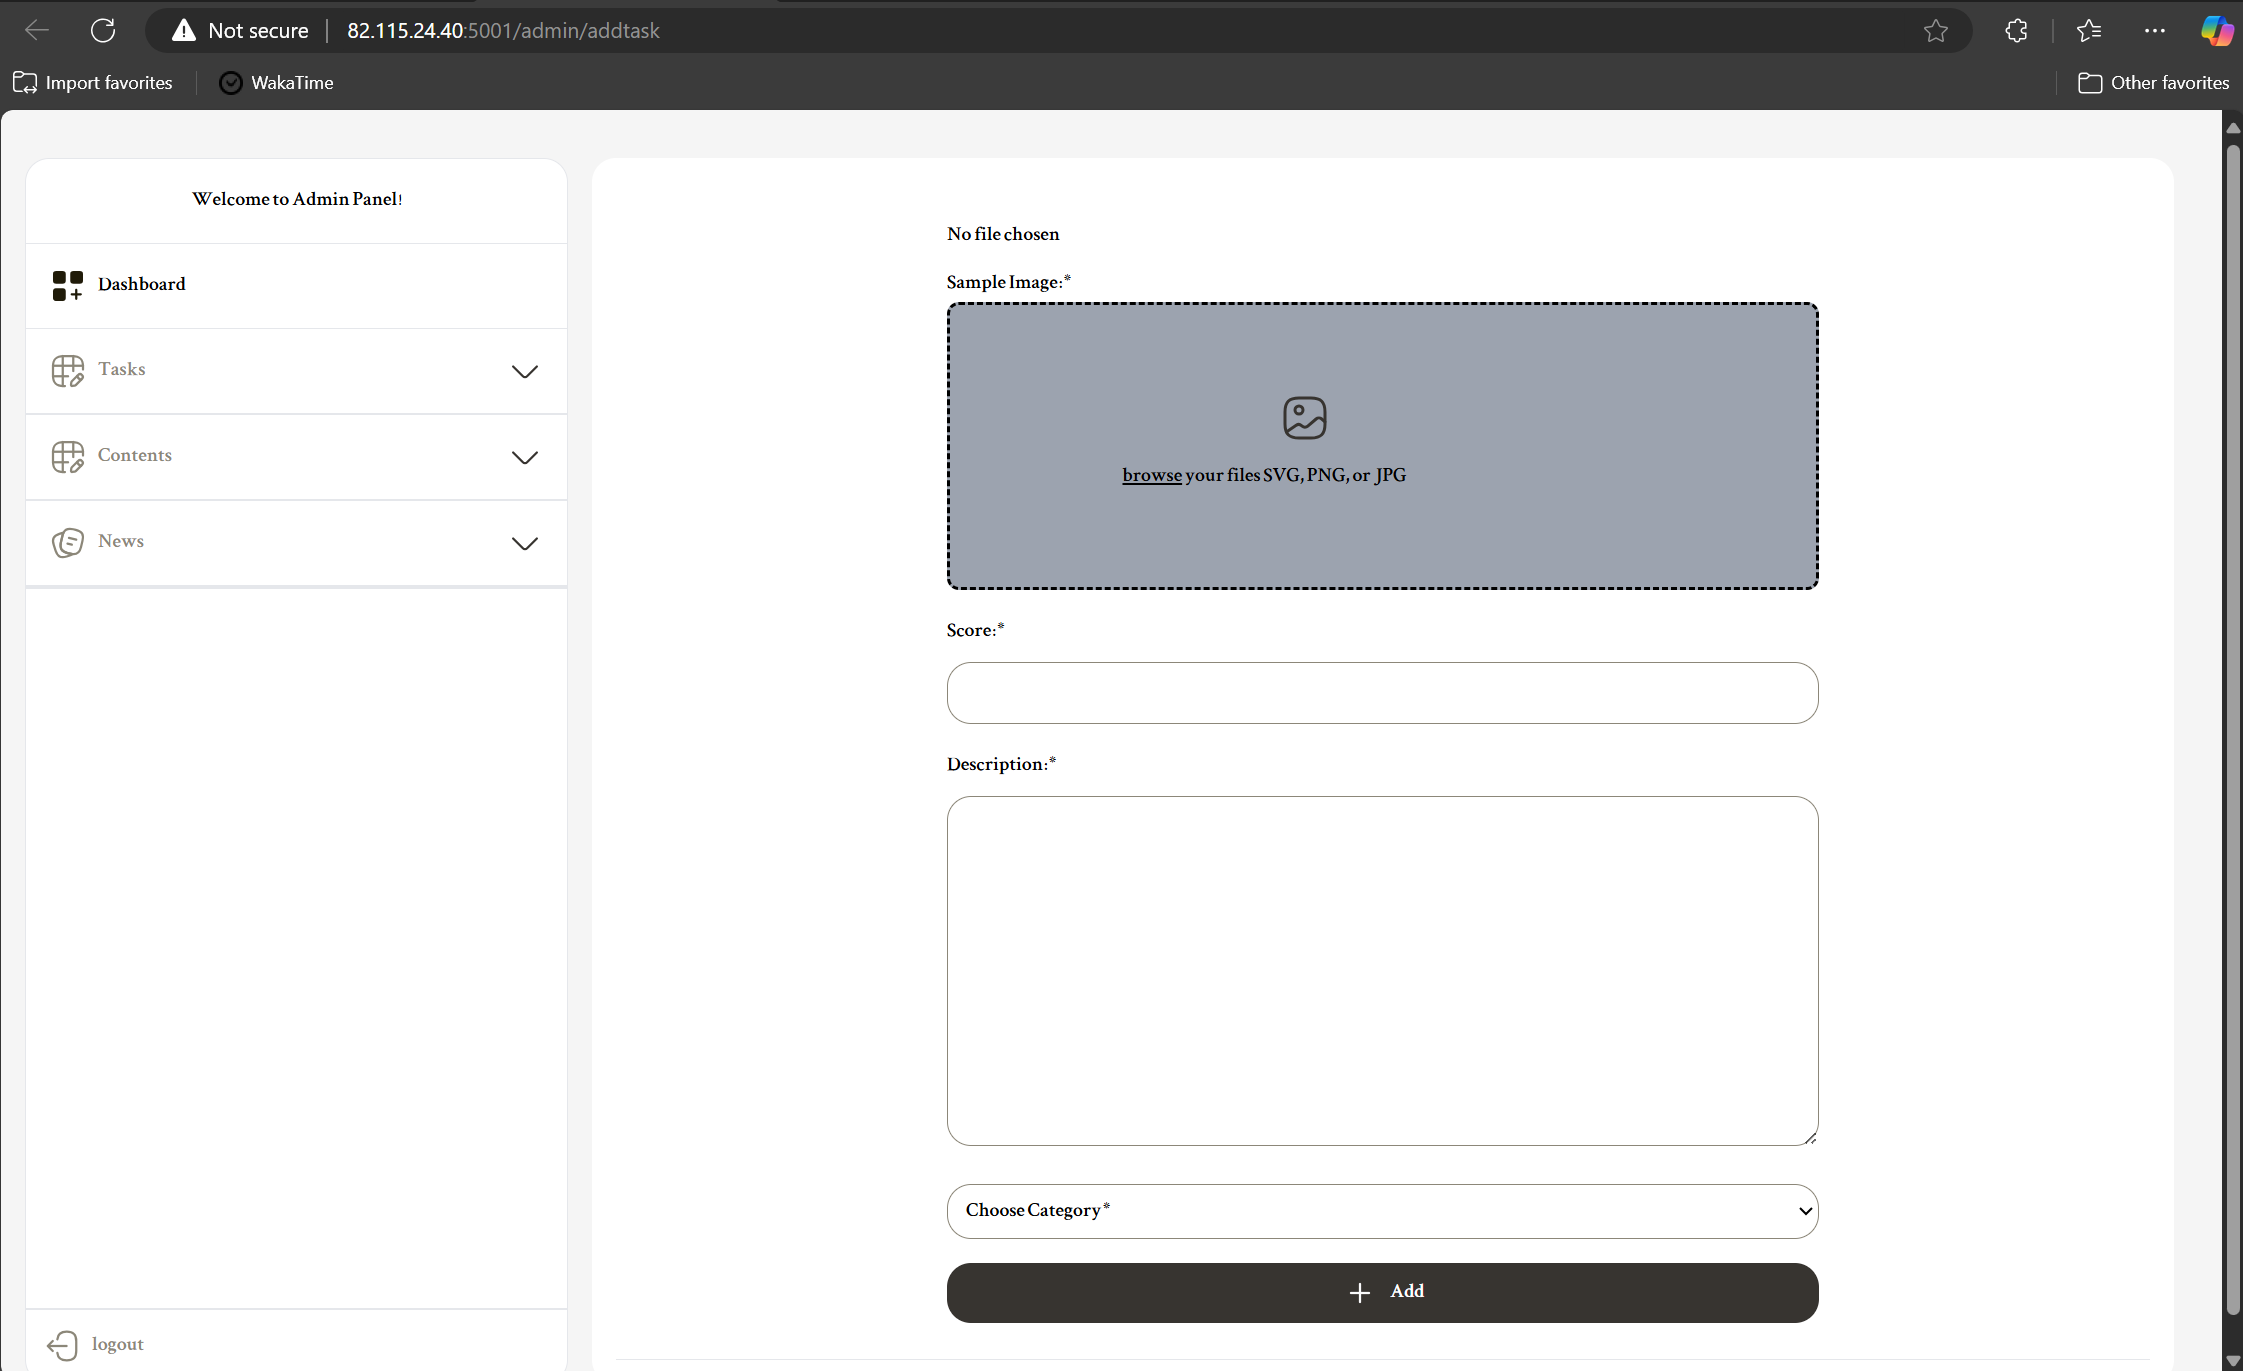 Not secure
82.115.24.40:5001/admin/addtask
Import favorites
WakaTime
Other favorites
Welcome to Admin Panel!
Dashboard
Tasks
Contents
News
logout
No file chosen
Sample Image:*
browse your files SVG, PNG, or JPG
Score:*
Description:*
Choose Category*
Add